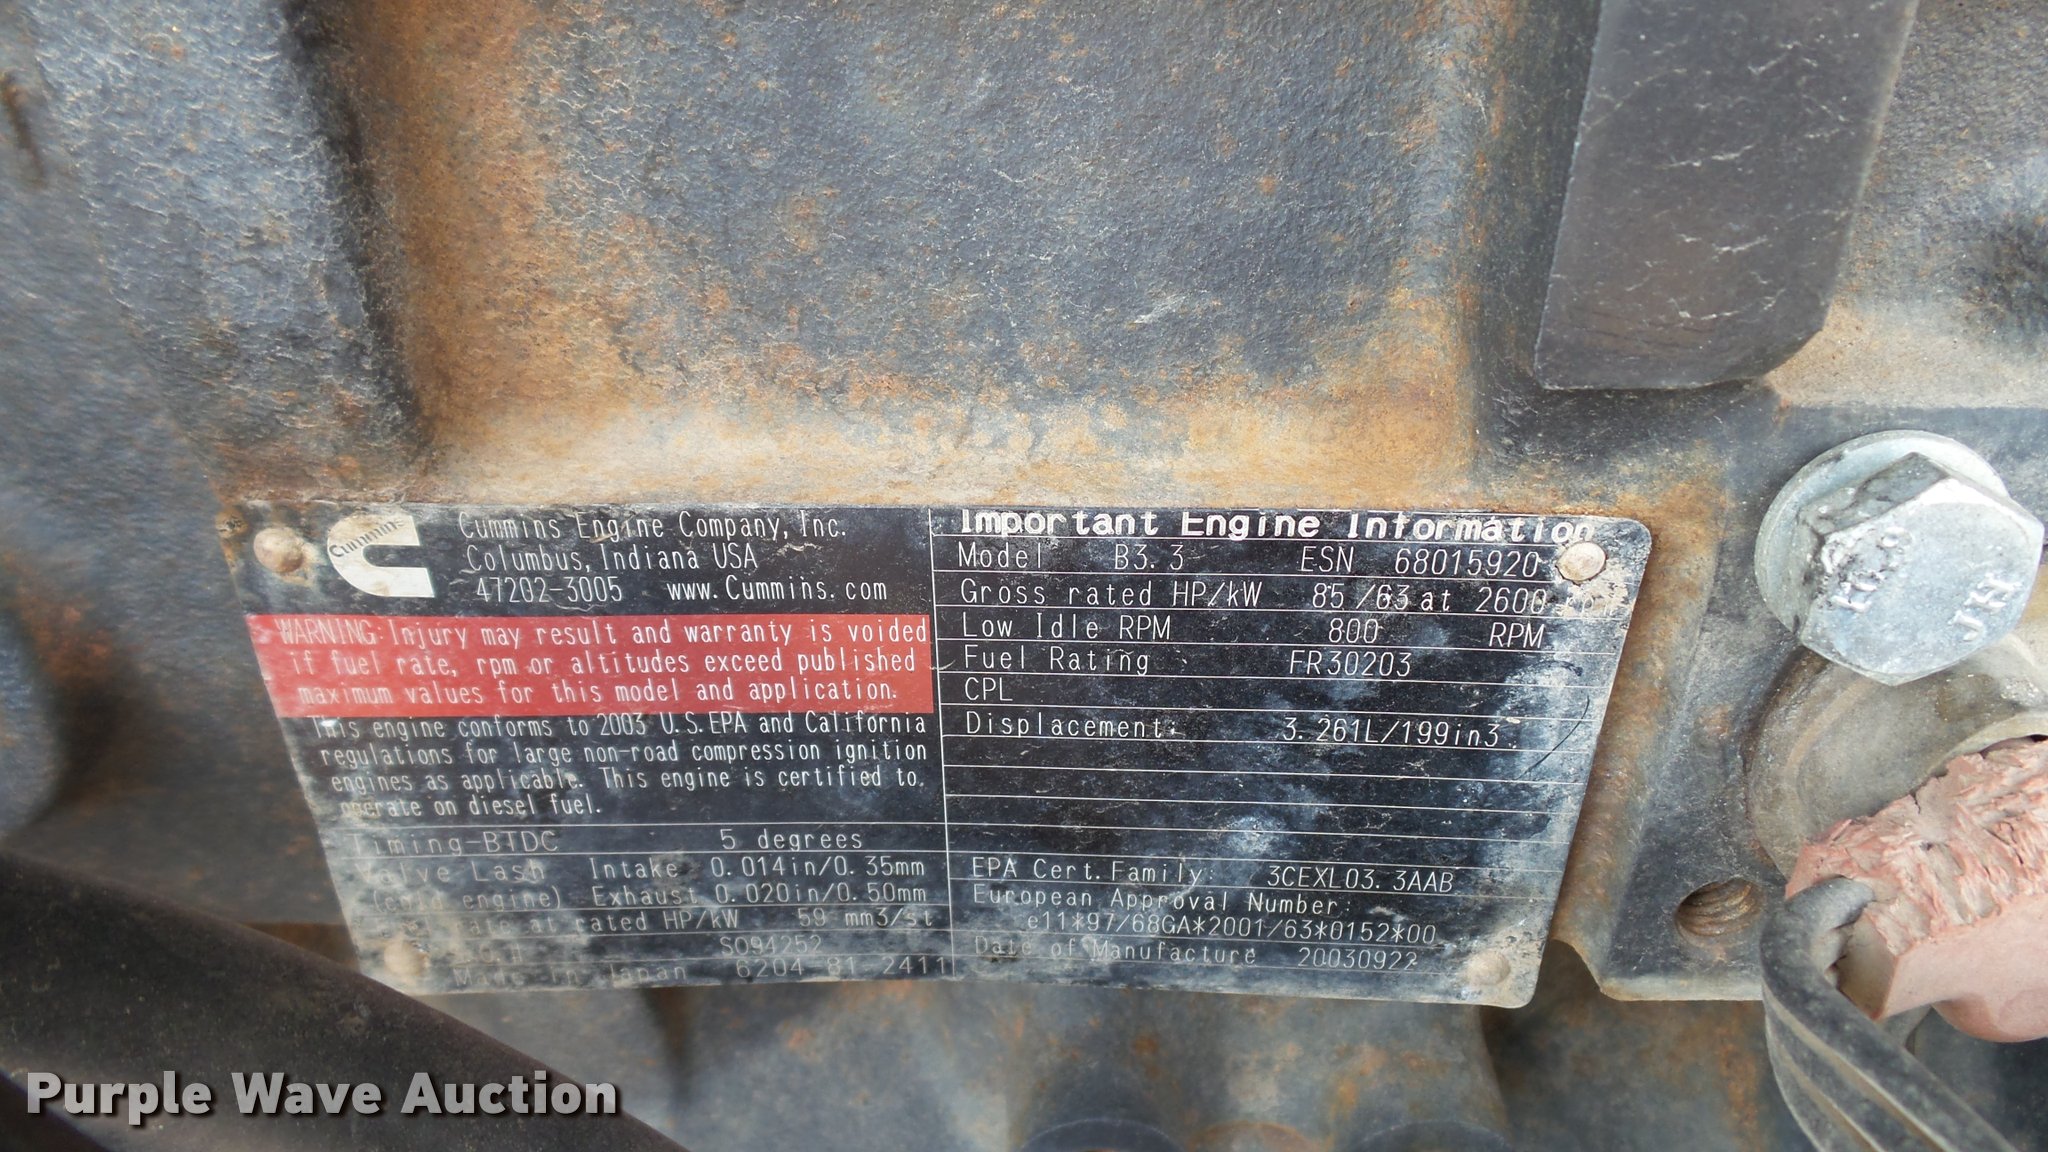 Cummins
Cummins Engine Company, Inc.
Columbus, Indiana USA
47202-3005 www.Cummins.com
WARNING: Injury may result and warranty is voided
if fuel rate, rpm or altitudes exceed published
maximum values for this model and application.
This engine conforms to 2003 U.S.EPA and California
regulations for large non-road compression ignition
engines as applicable. This engine is certified to
operate on diesel fuel.
Timing-BTDC 5 degrees
Valve Lash Intake 0.014in/0.35mm
(cold engine) Exhaust 0.020in/0.50mm
rate at rated HP/kW 59 mm3/st
SO94252
Made in Japan 6204 81 2411
Important Engine Information
Model B3.3 ESN 68015920
Gross rated HP/kW 85/63 at 2600 rpm
Low Idle RPM 800 RPM
Fuel Rating FR30203
CPL
Displacement: 3.261L/199in3
EPA Cert.Family: 3CEXL03.3AAB
European Approval Number:
e11*97/68GA*2001/63*0152*00
Date of Manufacture 20030922
JH
Purple Wave Auction